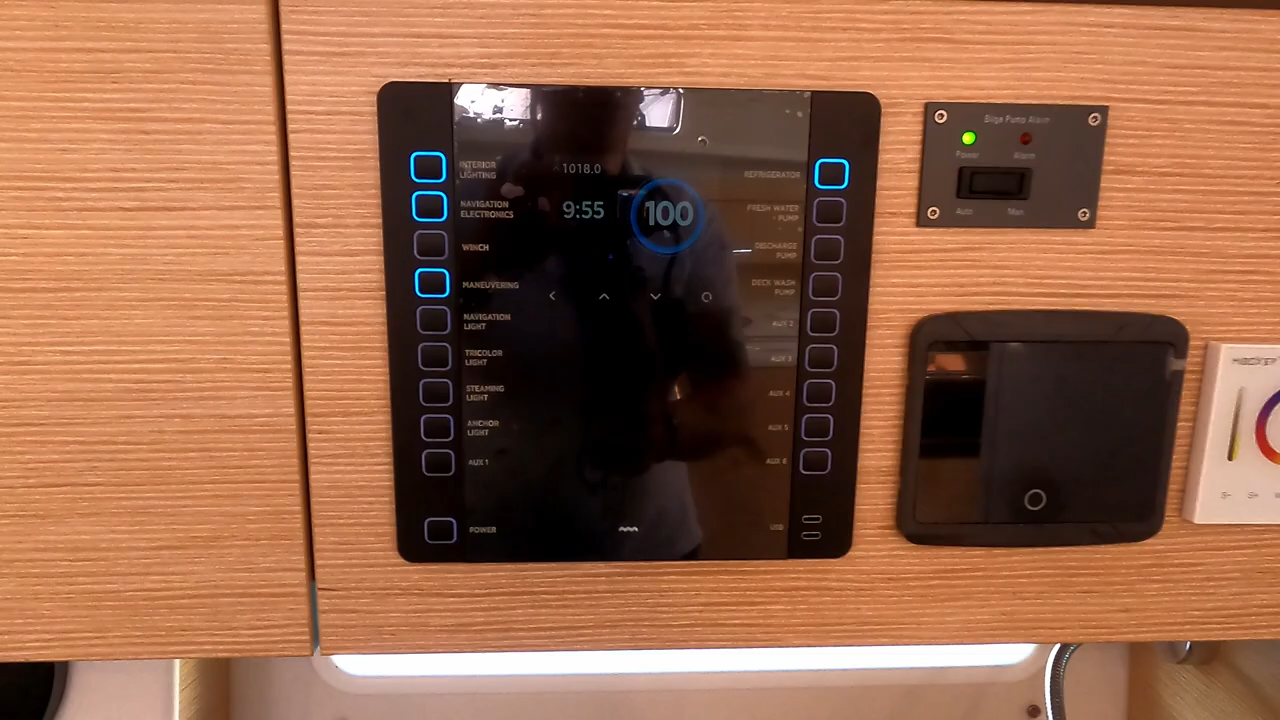 INTERIOR
LIGHTING
NAVIGATION
ELECTRONICS
WINCH
MANEUVERING
NAVIGATION
LIGHT
TRICOLOR
LIGHT
STEAMING
LIGHT
ANCHOR
LIGHT
AUX 1
POWER
1018.0
9:55
100
REFRIGERATOR
FRESH WATER
PUMP
DISCHARGE
PUMP
DECK WASH
PUMP
AUX 2
AUX 3
AUX 4
AUX 5
AUX 6
USB
Bilge Pump Alarm
Power
Alarm
Auto
Man.
S-
S+